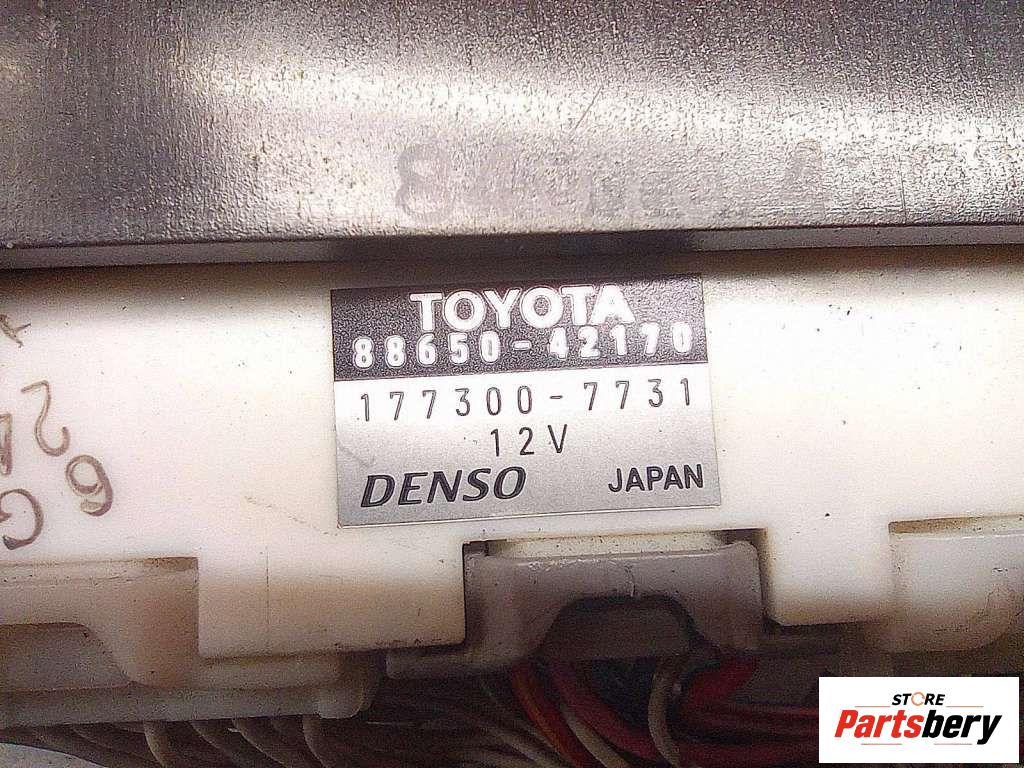 TOYOTA
88650-42170
177300-7731
12V
DENSO JAPAN
STORE
Partsbery